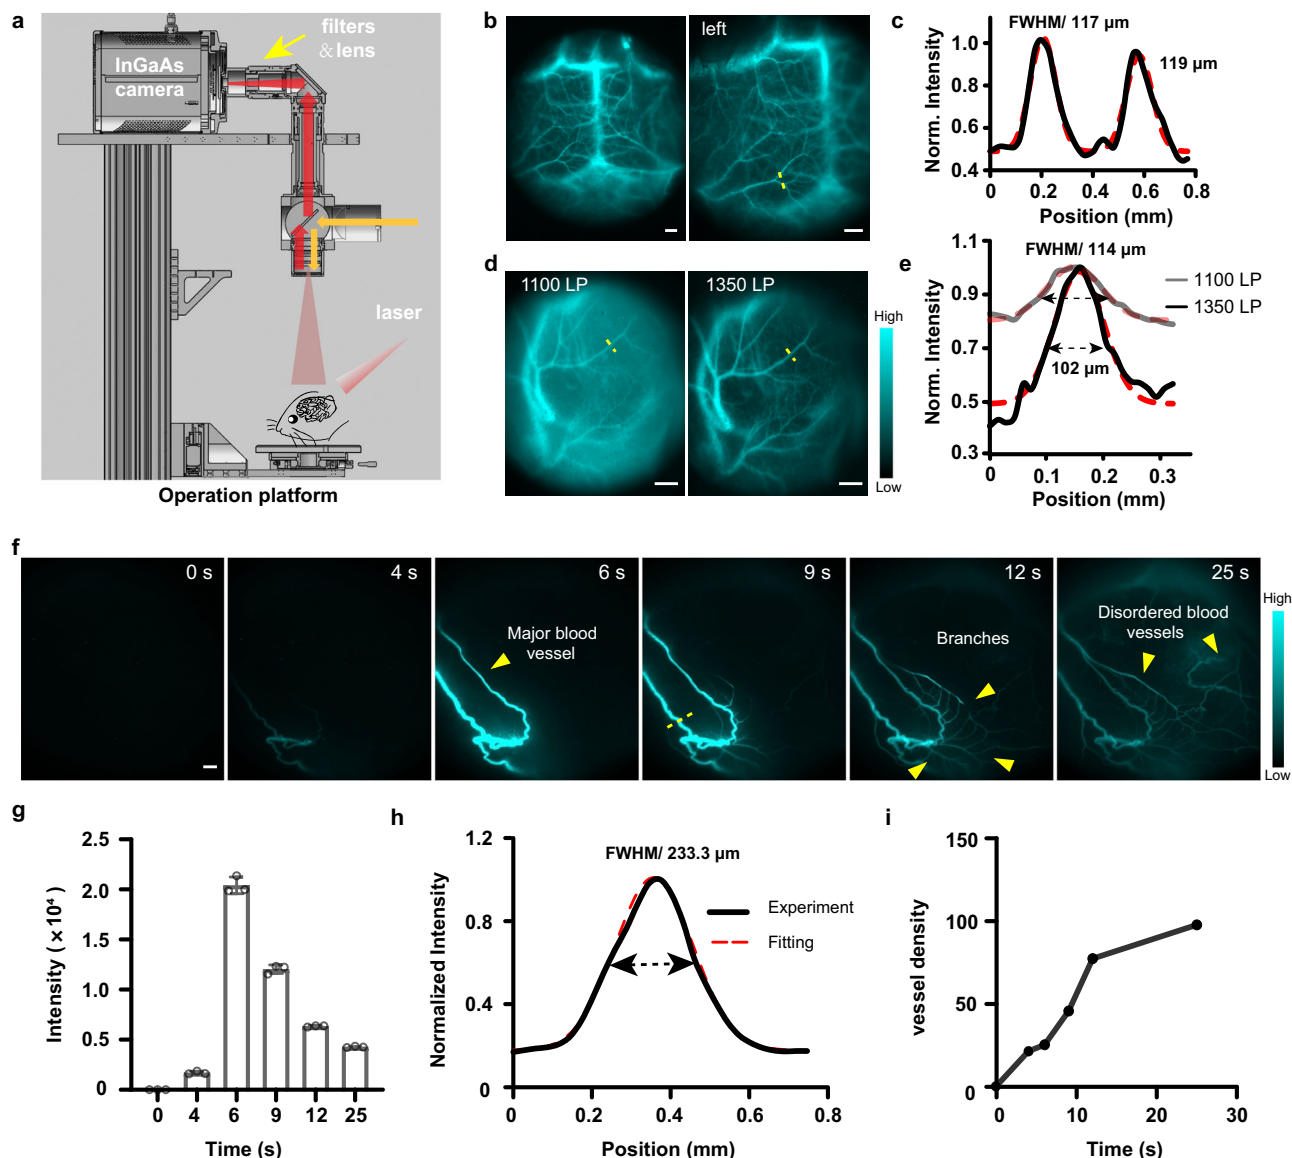 a
filters
& lens
InGaAs
camera
laser
Operation platform
b
left
c
FWHM/ 117 µm
119 µm
Norm. Intensity
1.0
0.8
0.6
0.4
0
0.2
0.4
0.6
0.8
Position (mm)
d
1100 LP
1350 LP
High
Low
e
FWHM/ 114 µm
1100 LP
1350 LP
102 µm
Norm. Intensity
1.1
0.9
0.7
0.5
0.3
0
0.1
0.2
0.3
Position (mm)
f
0 s
4 s
6 s
9 s
12 s
25 s
Major blood
vessel
Branches
Disordered blood
vessels
High
Low
g
Intensity ( × 10⁴ )
2.5
2.0
1.5
1.0
0.5
0
0
4
6
9
12
25
Time (s)
h
FWHM/ 233.3 µm
Experiment
Fitting
Normalized Intensity
1.2
0.8
0.4
0
0.0
0.2
0.4
0.6
0.8
Position (mm)
i
vessel density
150
100
50
0
0
10
20
30
Time (s)